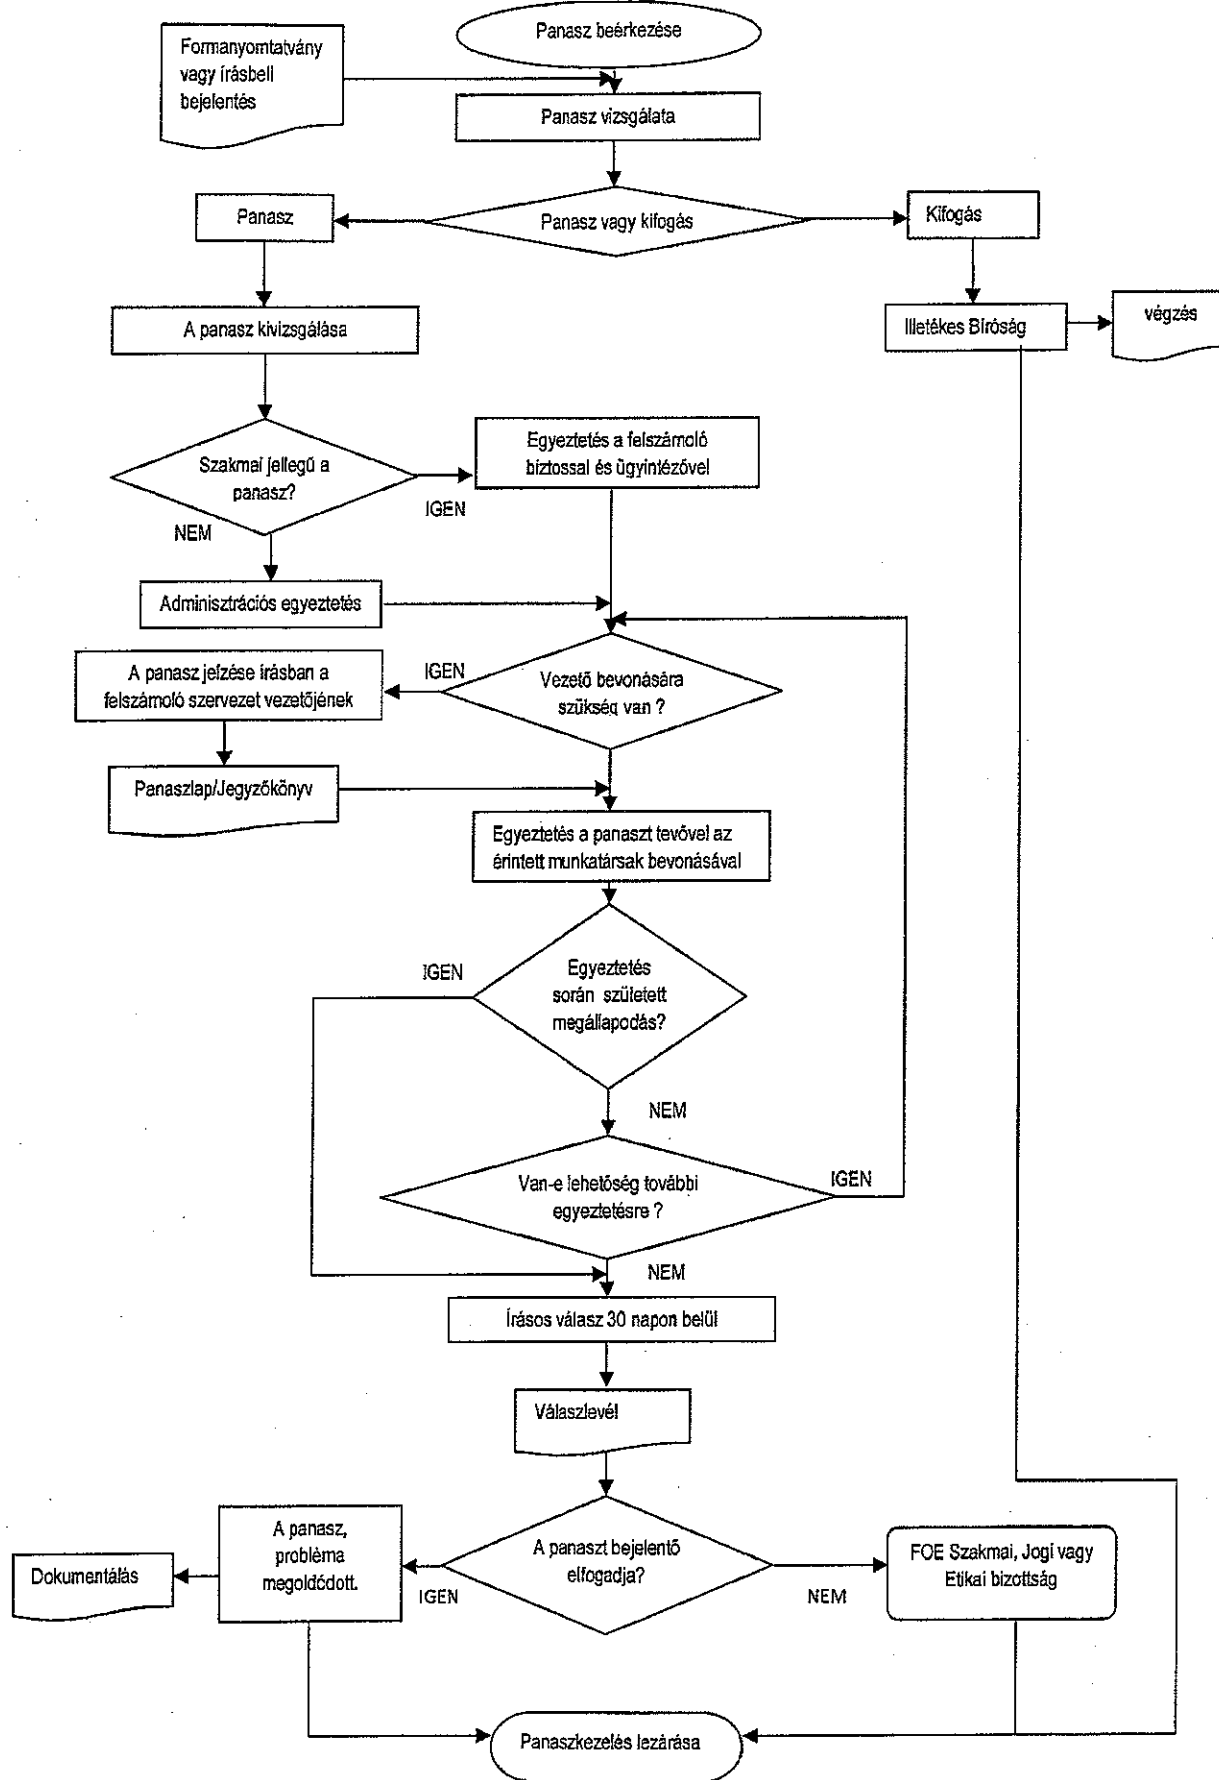 Panasz beérkezése
Formanyomtatvány
vagy írásbeli
bejelentés
Panasz vizsgálata
Panasz
Panasz vagy kifogás
Kifogás
A panasz kivizsgálása
Illetékes Bíróság
végzés
Szakmai jellegű a
panasz?
IGEN
NEM
Egyeztetés a felszámoló
biztossal és ügyintézővel
Adminisztrációs egyeztetés
A panasz jelzése írásban a
felszámoló szervezet vezetőjének
IGEN
Vezető bevonására
szükség van ?
Panaszlap/Jegyzőkönyv
Egyeztetés a panaszt tevővel az
érintett munkatársak bevonásával
IGEN
Egyeztetés
során született
megállapodás?
NEM
Van-e lehetőség további
egyeztetésre ?
IGEN
NEM
Írásos válasz 30 napon belül
Válaszlevél
Dokumentálás
A panasz,
probléma
megoldódott.
IGEN
A panaszt bejelentő
elfogadja?
NEM
FOE Szakmai, Jogi vagy
Etikai bizottság
Panaszkezelés lezárása